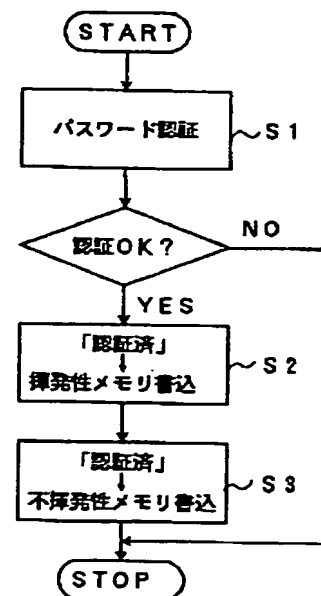 START
パスワード認証
S1
認証OK?
NO
YES
「認証済」
揮発性メモリ書込
S2
「認証済」
不揮発性メモリ書込
S3
STOP